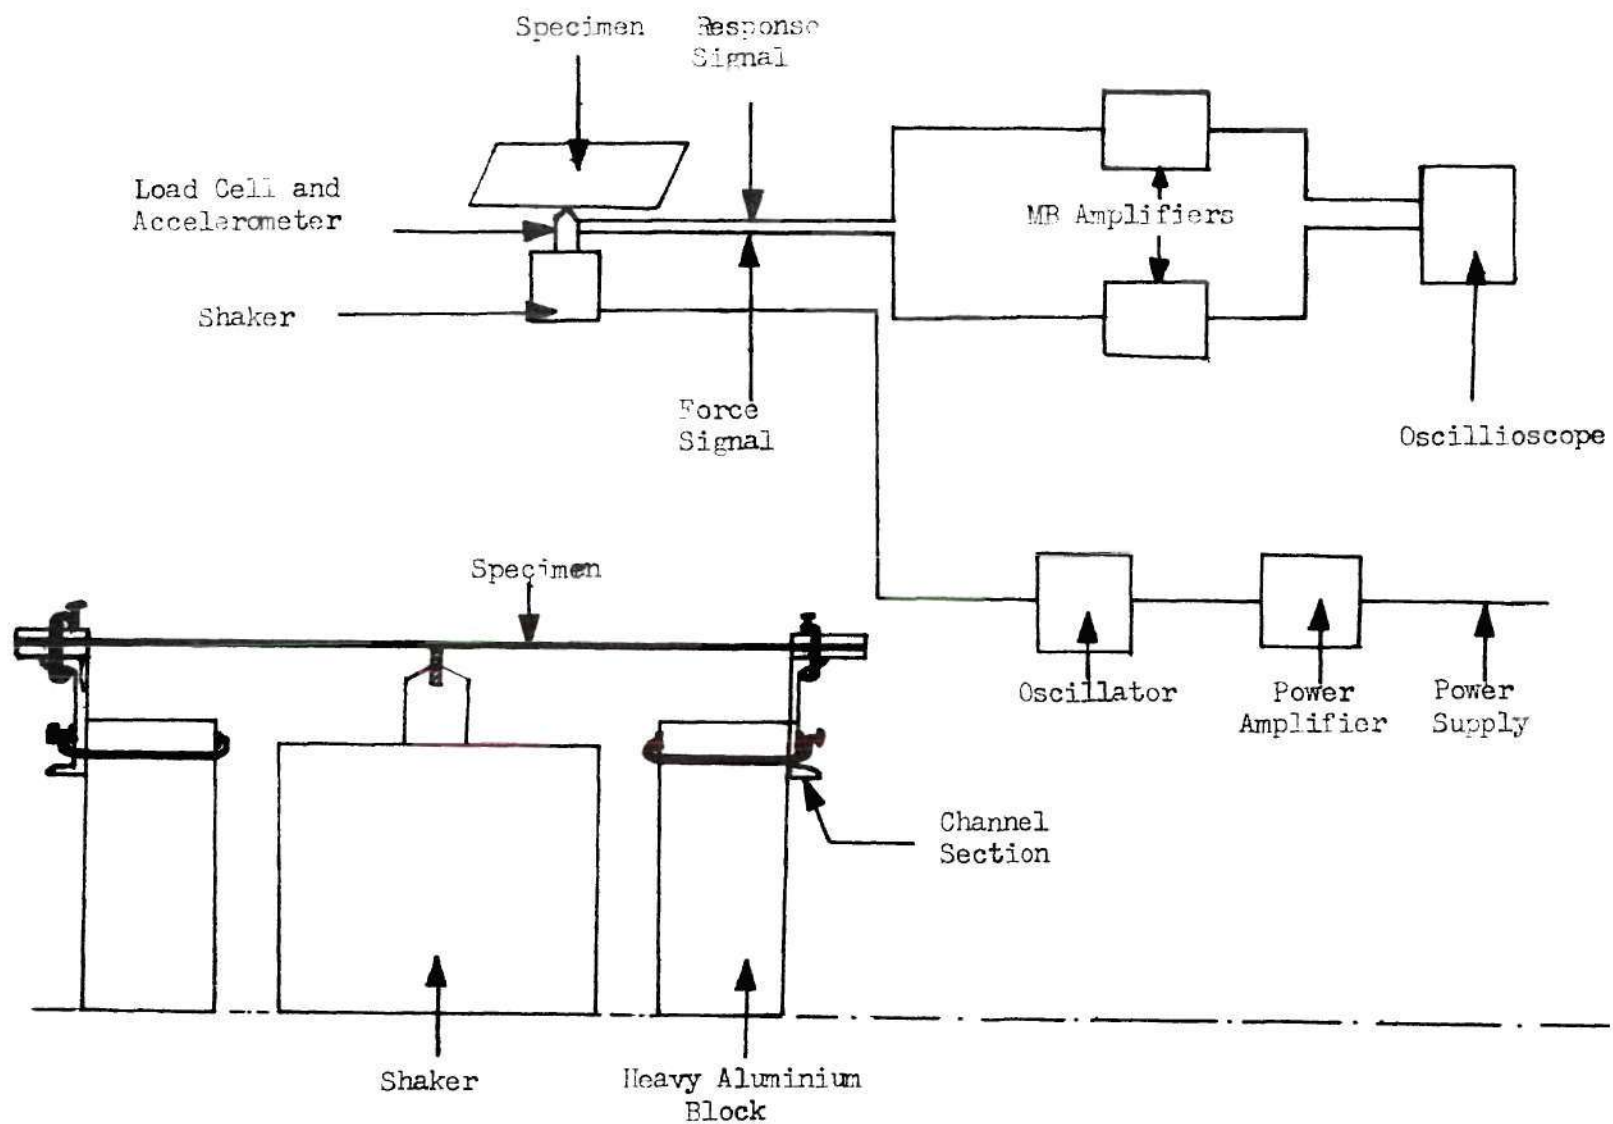 Specimen
Response
Signal
Load Cell and
Accelerometer
MB Amplifiers
Shaker
Force
Signal
Oscillioscope
Specimen
Oscillator
Power
Amplifier
Power
Supply
Channel
Section
Shaker
Heavy Aluminium
Block